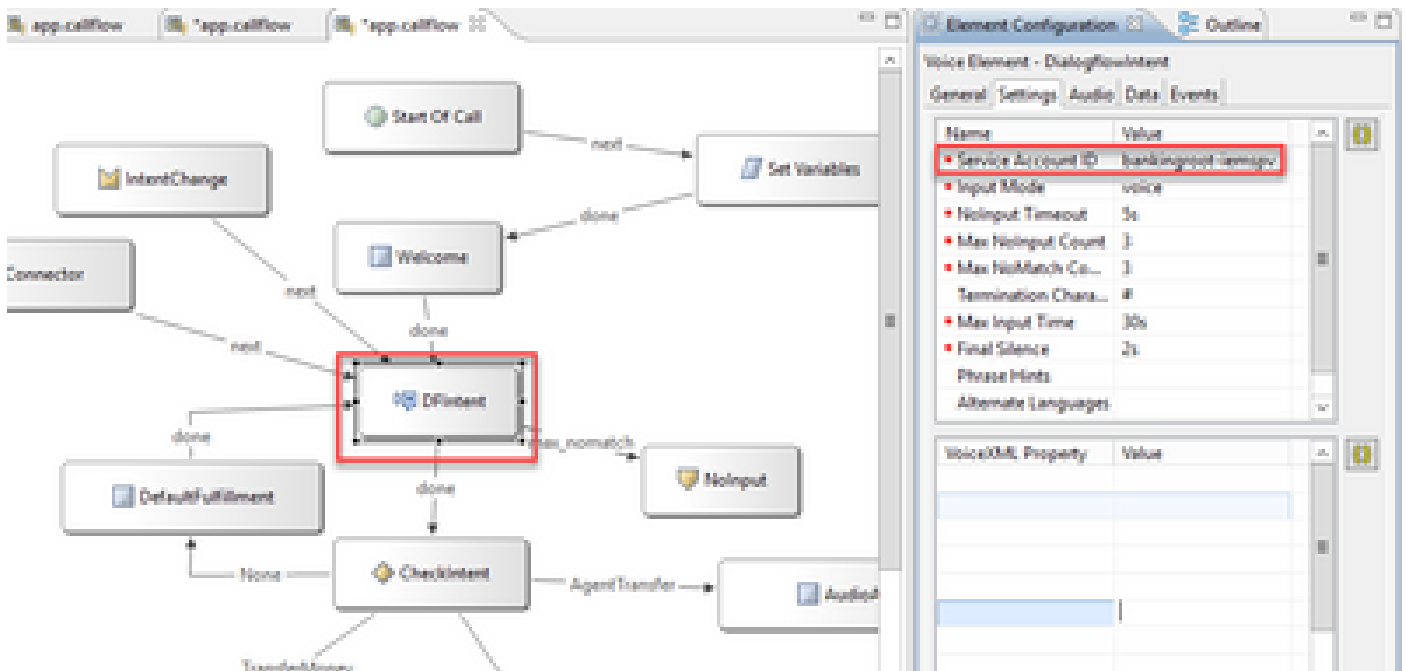 app.callflow
*app.callflow
*app.callflow
Start Of Call
next
Set Variables
IntentChange
done
Welcome
Connector
next
done
next
DFIntent
done
max_nomatch
NoInput
DefaultFulfillment
done
CheckIntent
None
AgentTransfer
AudioA
TransferMoney
Element Configuration
Outline
Voice Element - DialogflowIntent
General Settings Audio Data Events
Name Value
Service Account ID
Input Mode voice
NoInput Timeout 5s
Max NoInput Count 3
Max NoMatch Co... 3
Termination Chara... #
Max Input Time 30s
Final Silence 2s
Phrase Hints
Alternate Languages
VoiceXML Property Value